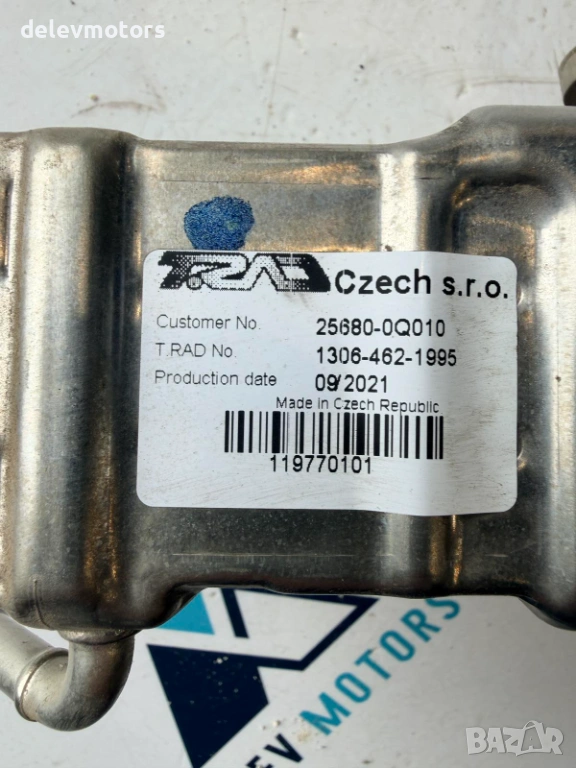 delevmotors
T.RAD Czech s.r.o.
Customer No. 25680-0Q010
T.RAD No. 1306-462-1995
Production date 09/2021
Made in Czech Republic
119770101
EV MOTORS
BAZAR